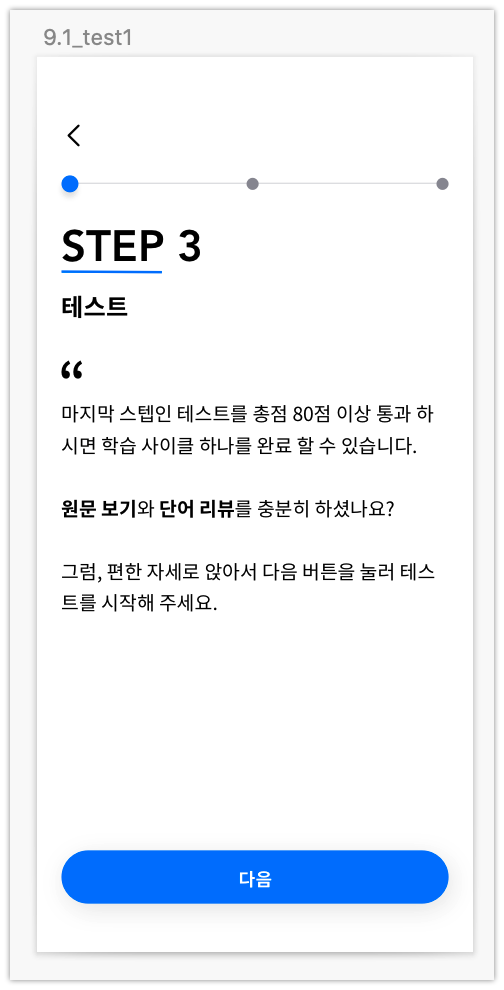 9.1_test1
STEP 3
테스트
“
마지막 스텝인 테스트를 총점 80점 이상 통과 하
시면 학습 사이클 하나를 완료 할 수 있습니다.
원문 보기와 단어 리뷰를 충분히 하셨나요?
그럼, 편한 자세로 앉아서 다음 버튼을 눌러 테스
트를 시작해 주세요.
다음